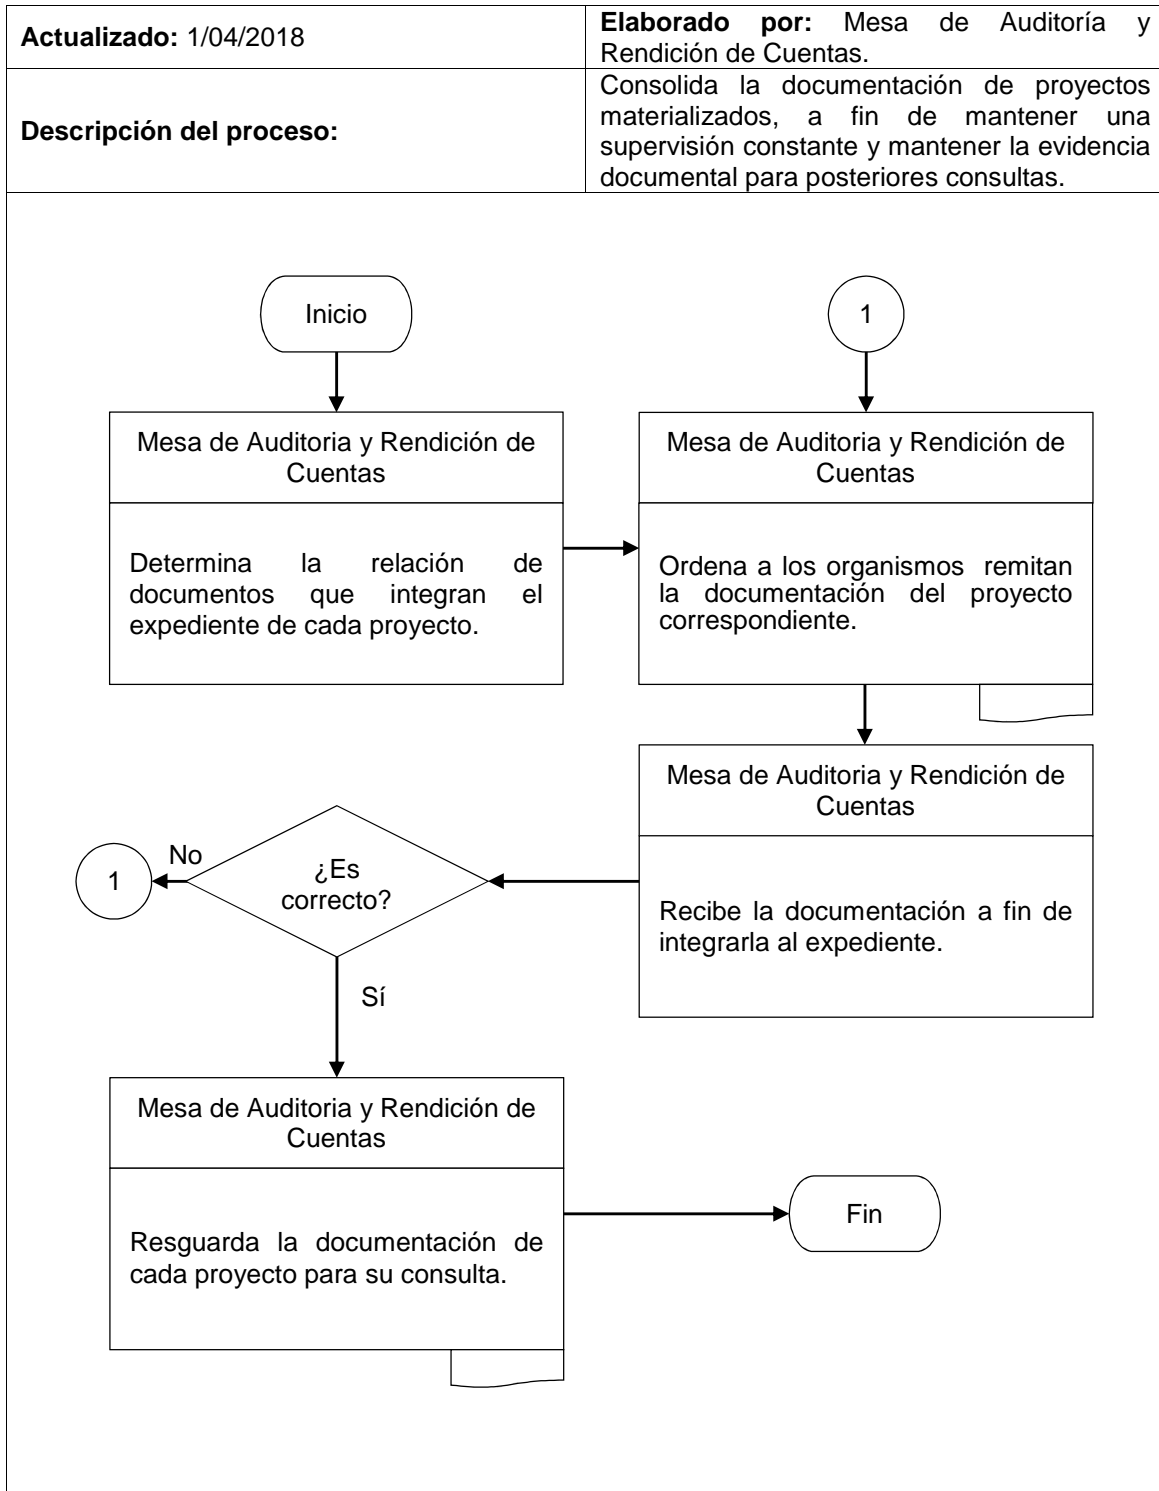 Actualizado: 1/04/2018
Elaborado por: Mesa de Auditoría y
Rendición de Cuentas.
Descripción del proceso:
Consolida la documentación de proyectos
materializados, a fin de mantener una
supervisión constante y mantener la evidencia
documental para posteriores consultas.
Inicio
1
Mesa de Auditoria y Rendición de
Cuentas
Determina la relación de
documentos que integran el
expediente de cada proyecto.
Mesa de Auditoria y Rendición de
Cuentas
Ordena a los organismos remitan
la documentación del proyecto
correspondiente.
Mesa de Auditoria y Rendición de
Cuentas
Recibe la documentación a fin de
integrarla al expediente.
¿Es
correcto?
No
1
Sí
Mesa de Auditoria y Rendición de
Cuentas
Resguarda la documentación de
cada proyecto para su consulta.
Fin